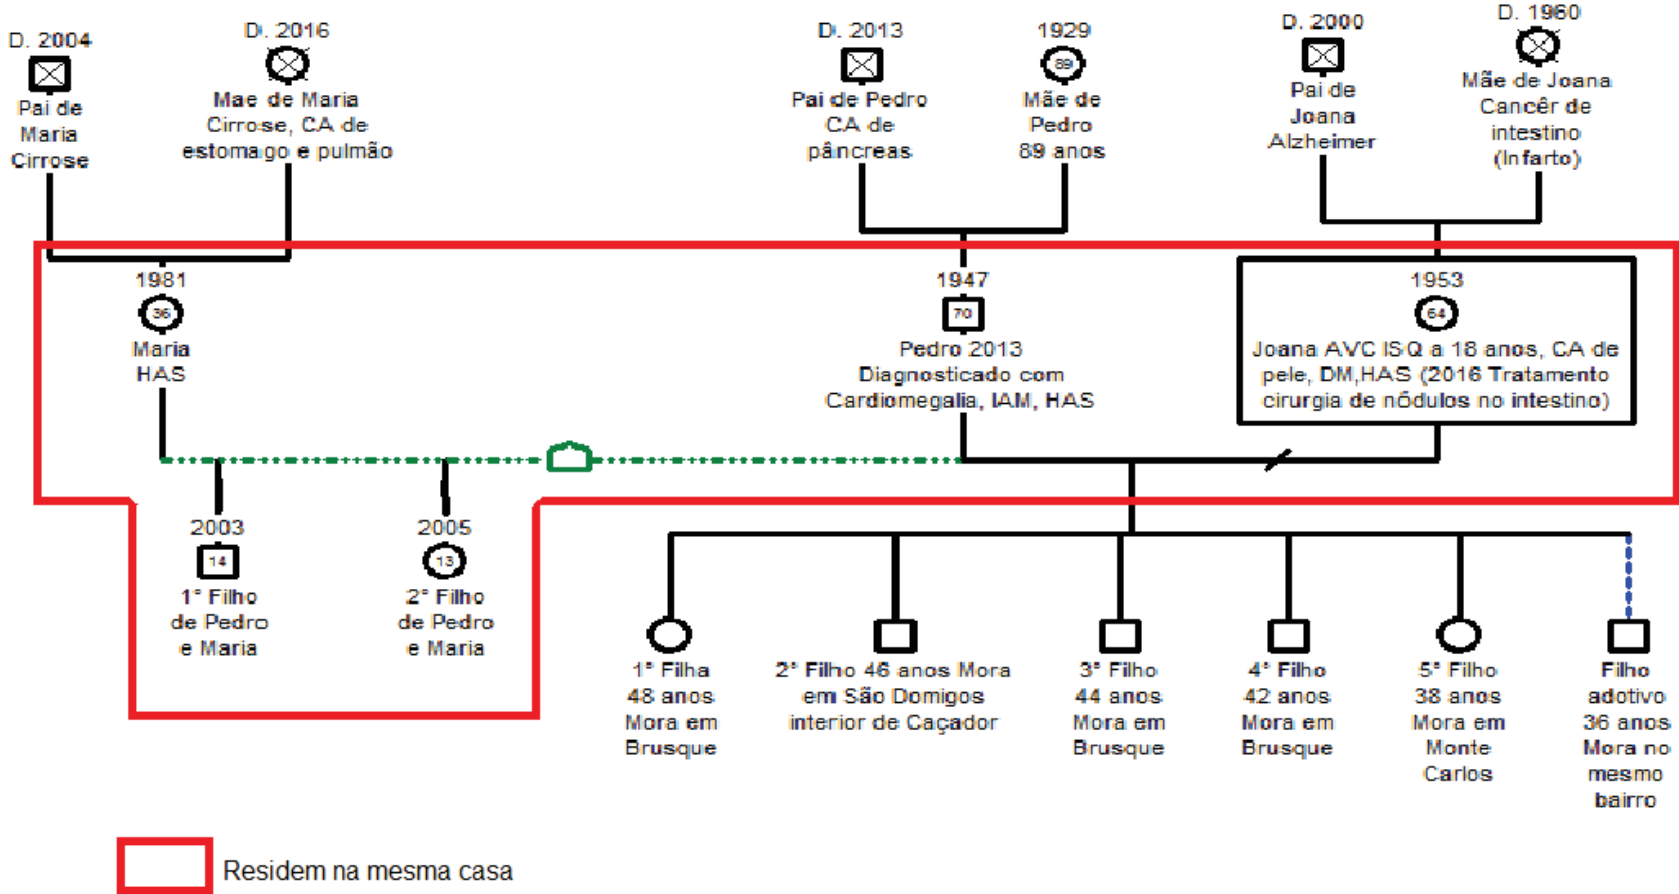 D. 2004
Pai de
Maria
Cirrose
D. 2016
Mae de Maria
Cirrose, CA de
estomago e pulmão
D. 2013
Pai de Pedro
CA de
pâncreas
1929
89
Mãe de
Pedro
89 anos
D. 2000
Pai de
Joana
Alzheimer
D. 1960
Mãe de Joana
Cancêr de
intestino
(Infarto)
1981
36
Maria
HAS
1947
70
Pedro 2013
Diagnosticado com
Cardiomegalia, IAM, HAS
1953
64
Joana AVC ISQ a 18 anos, CA de
pele, DM,HAS (2016 Tratamento
cirurgia de nódulos no intestino)
2003
14
1° Filho
de Pedro
e Maria
2005
13
2° Filho
de Pedro
e Maria
1° Filha
48 anos
Mora em
Brusque
2° Filho 46 anos Mora
em São Domigos
interior de Caçador
3° Filho
44 anos
Mora em
Brusque
4° Filho
42 anos
Mora em
Brusque
5° Filho
38 anos
Mora em
Monte
Carlos
Filho
adotivo
36 anos
Mora no
mesmo
bairro
Residem na mesma casa